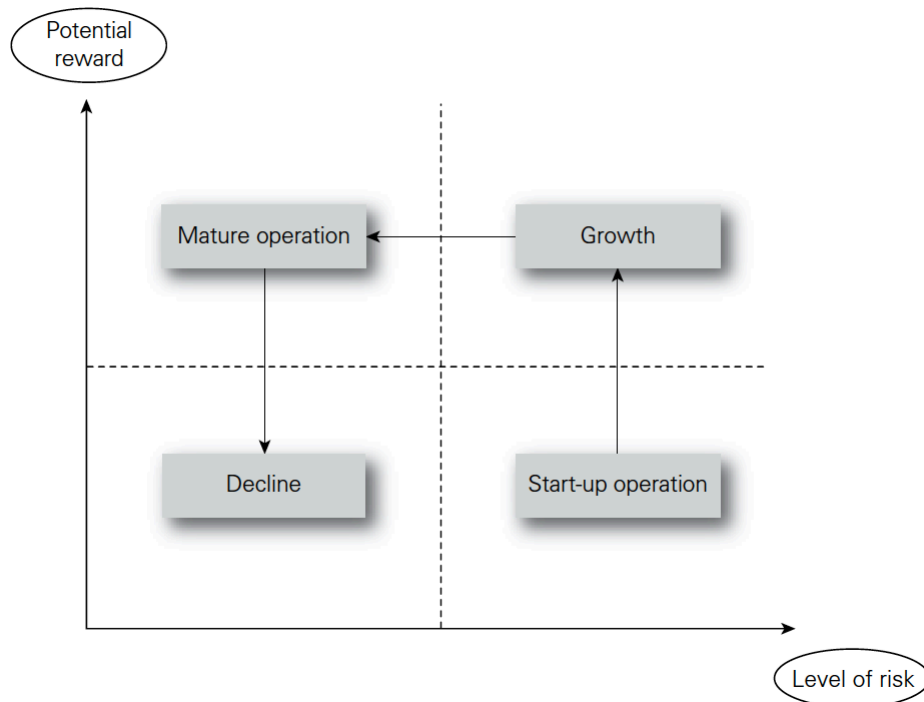 Potential
reward
Mature operation
Growth
Decline
Start-up operation
Level of risk